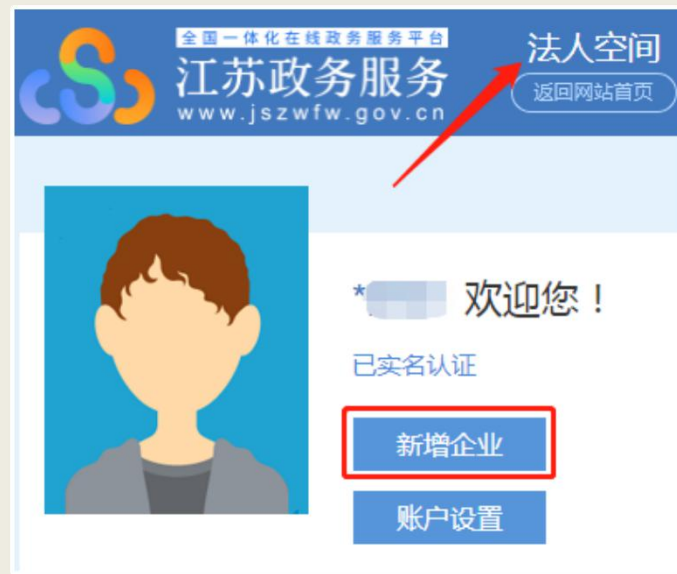 全国一体化在线政务服务平台
江苏政务服务
www.jszwfw.gov.cn
法人空间
返回网站首页
* 欢迎您！
已实名认证
新增企业
账户设置